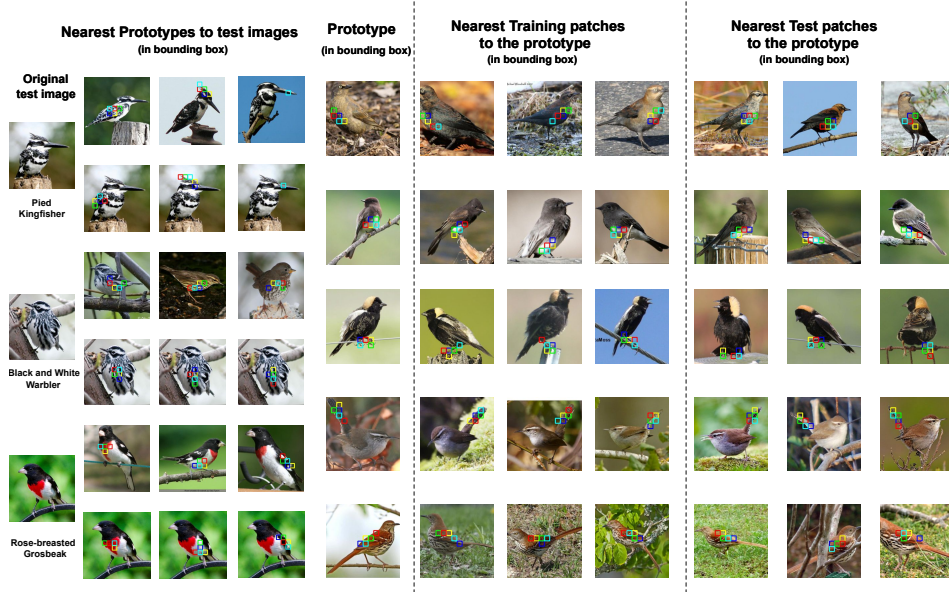 Nearest Prototypes to test images
(in bounding box)
Prototype
(in bounding box)
Nearest Training patches
to the prototype
(in bounding box)
Nearest Test patches
to the prototype
(in bounding box)
Original
test image
Pied
Kingfisher
Black and White
Warbler
Rose-breasted
Grosbeak